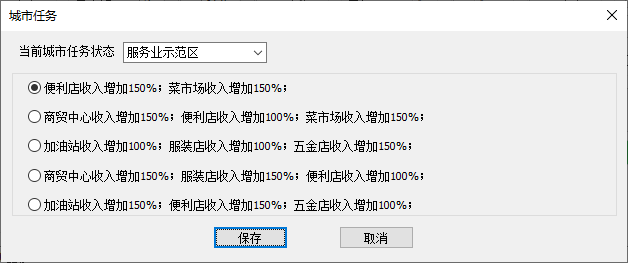 城市任务
当前城市任务状态 服务业示范区
便利店收入增加150%；菜市场收入增加150%；
商贸中心收入增加150%；便利店收入增加100%；菜市场收入增加150%；
加油站收入增加100%；服装店收入增加100%；五金店收入增加150%；
商贸中心收入增加150%；服装店收入增加150%；便利店收入增加100%；
加油站收入增加150%；便利店收入增加150%；五金店收入增加100%；
保存 取消